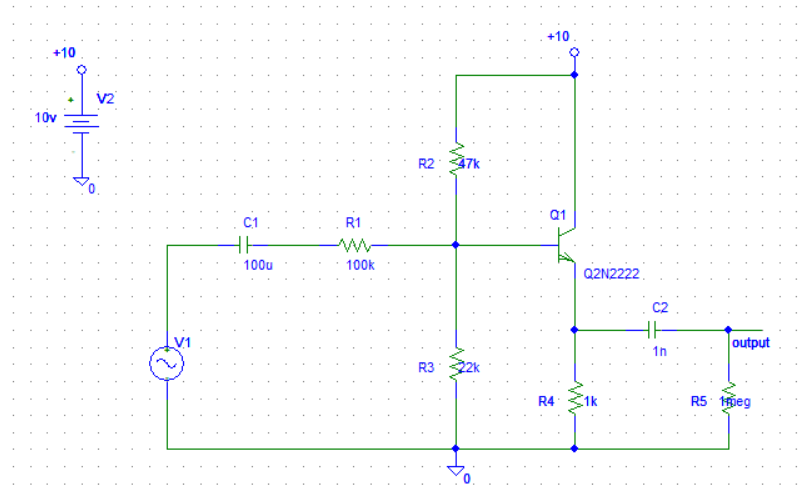 +10
+10
V2
10v
0
R2 47k
Q1
C1
R1
100u
100k
Q2N2222
C2
V1
output
1n
R3 22k
R4 1k
R5 1meg
0